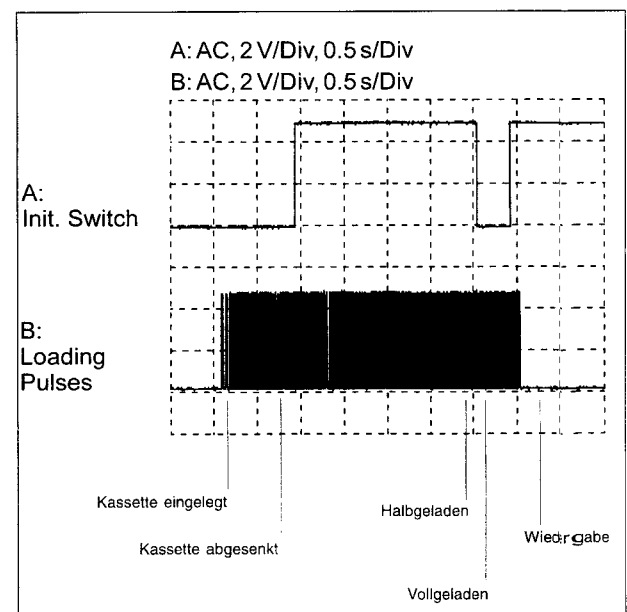 A: AC, 2 V/Div, 0.5 s/Div
B: AC, 2 V/Div, 0.5 s/Div
A:
Init. Switch
B:
Loading
Pulses
Kassette eingelegt
Halbgeladen
Kassette abgesenkt
Wiedergabe
Vollgeladen